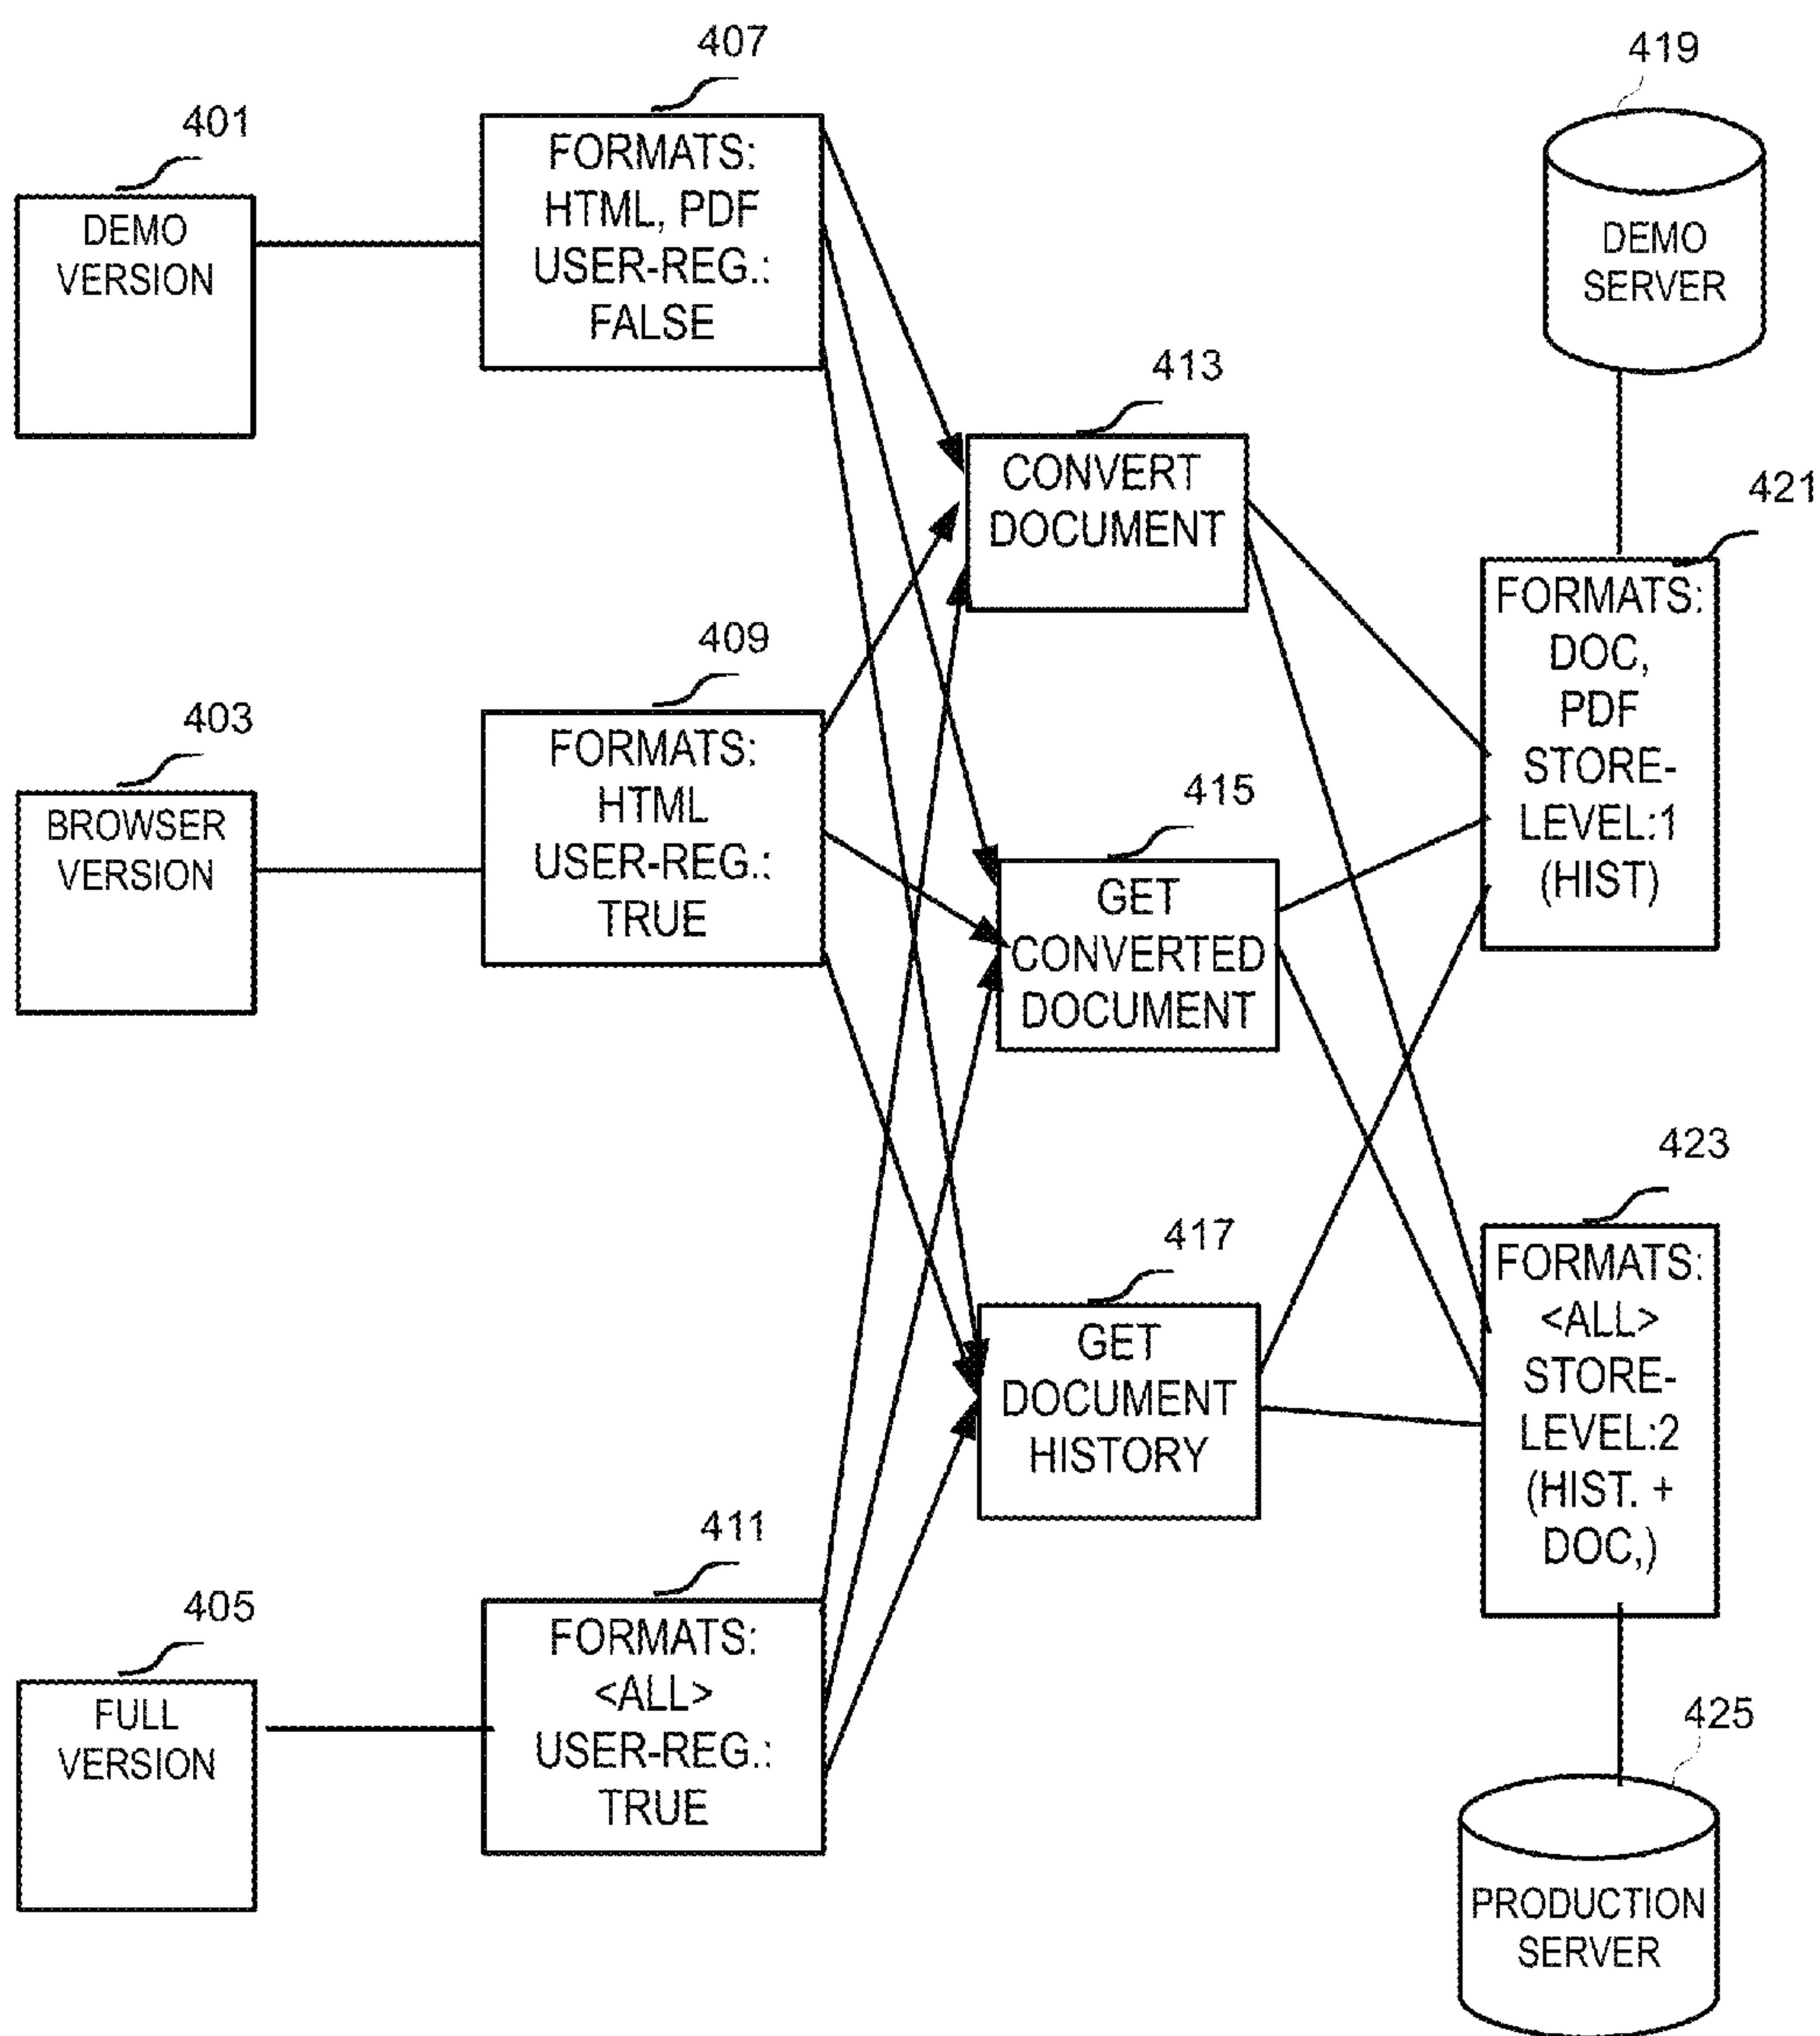 407
419
401
FORMATS:
HTML, PDF
USER-REG.:
FALSE
DEMO
VERSION
DEMO
SERVER
413
CONVERT
DOCUMENT
421
FORMATS:
DOC,
PDF
STORE-
LEVEL:1
(HIST)
409
403
FORMATS:
HTML
USER-REG.:
TRUE
BROWSER
VERSION
415
GET
CONVERTED
DOCUMENT
423
417
FORMATS:
<ALL>
STORE-
LEVEL:2
(HIST. +
DOC,)
GET
DOCUMENT
HISTORY
411
405
FORMATS:
<ALL>
USER-REG.:
TRUE
FULL
VERSION
425
PRODUCTION
SERVER